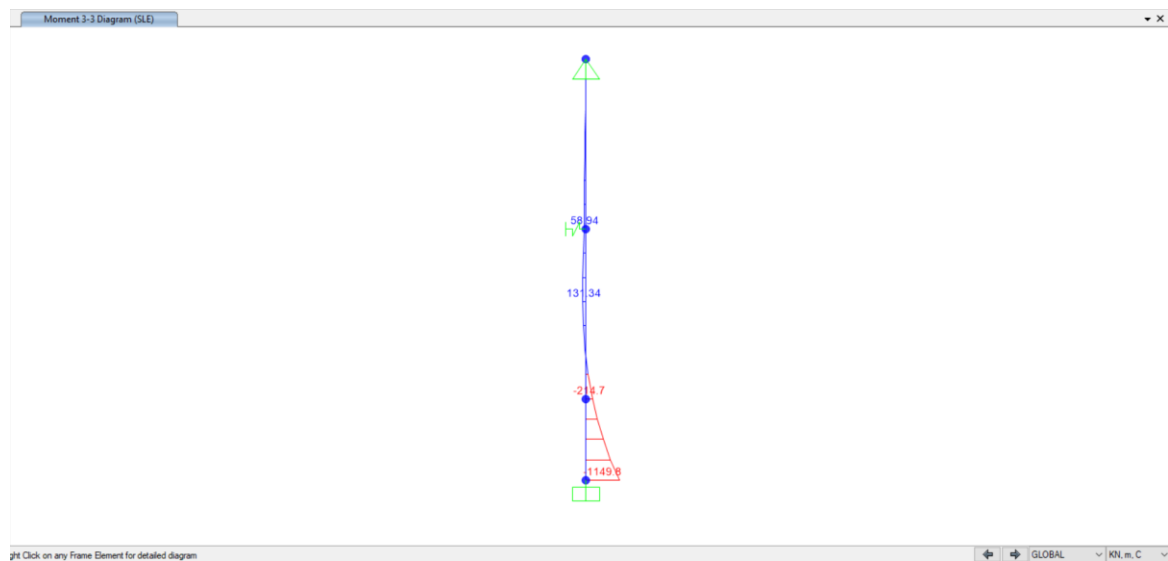 Moment 3-3 Diagram (SLE)
58.94
131.34
-214.7
-1149.8
ght Click on any Frame Element for detailed diagram
GLOBAL
KN, m, C